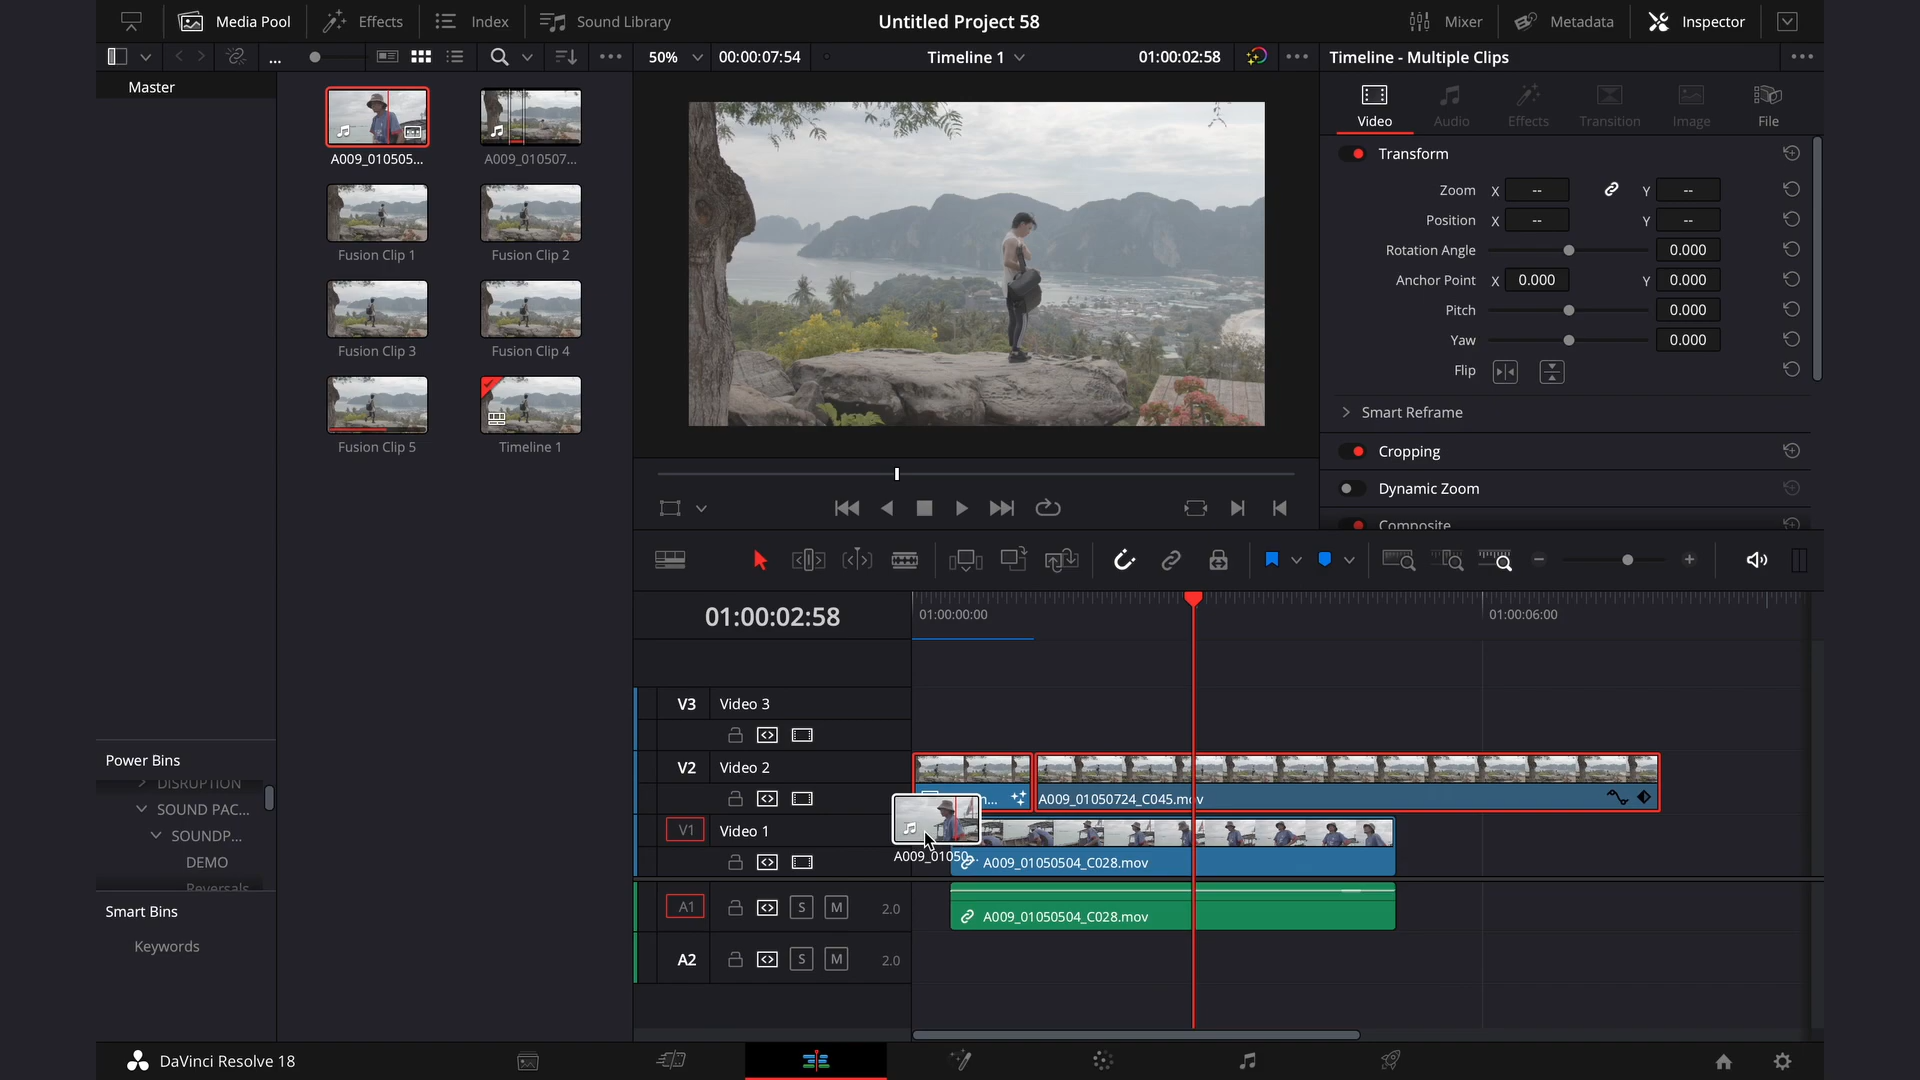 Media Pool
Effects
Index
Sound Library
Untitled Project 58
Mixer
Metadata
Inspector
...
50%
00:00:07:54
Timeline 1
01:00:02:58
Timeline - Multiple Clips
Master
A009_010505...
A009_010507...
Fusion Clip 1
Fusion Clip 2
Fusion Clip 3
Fusion Clip 4
Fusion Clip 5
Timeline 1
Video
Audio
Effects
Transition
Image
File
Transform
Zoom X -- Y --
Position X -- Y --
Rotation Angle 0.000
Anchor Point X 0.000 Y 0.000
Pitch 0.000
Yaw 0.000
Flip
Smart Reframe
Cropping
Dynamic Zoom
Composite
01:00:02:58
01:00:00:00
01:00:06:00
V3 Video 3
V2 Video 2
n...
A009_01050724_C045.mov
V1 Video 1
A009_01050...
A009_01050504_C028.mov
A1 S M 2.0
A009_01050504_C028.mov
A2 S M 2.0
Power Bins
DISRUPTION
SOUND PAC...
SOUNDP...
DEMO
Reversals
Smart Bins
Keywords
DaVinci Resolve 18